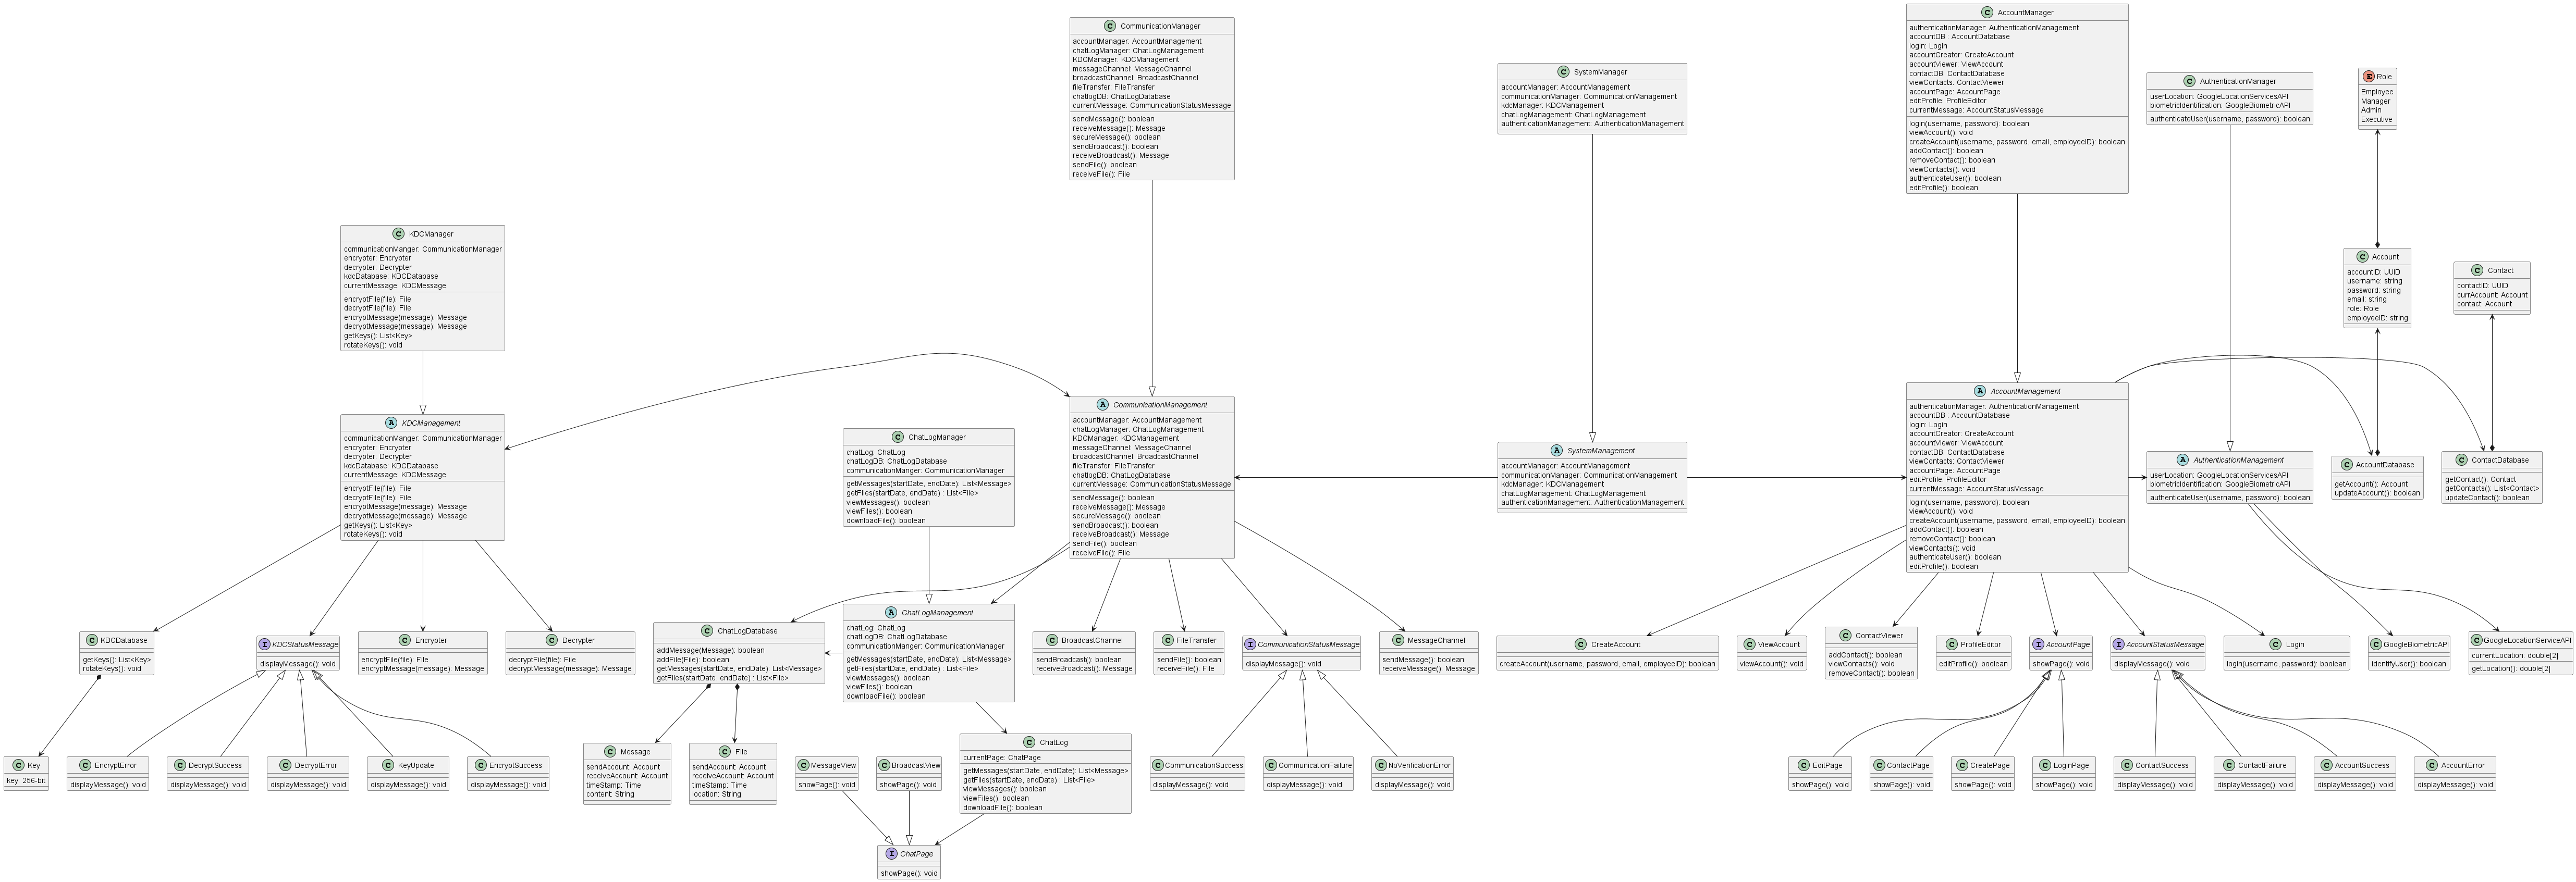 C CommunicationManager
accountManager: AccountManagement
chatLogManager: ChatLogManagement
KDCManager: KDCManagement
messageChannel: MessageChannel
broadcastChannel: BroadcastChannel
fileTransfer: FileTransfer
chatlogDB: ChatLogDatabase
currentMessage: CommunicationStatusMessage
sendMessage(): boolean
receiveMessage(): Message
secureMessage(): boolean
sendBroadcast(): boolean
receiveBroadcast(): Message
sendFile(): boolean
receiveFile(): File
C SystemManager
accountManager: AccountManagement
communicationManager: CommunicationManagement
kdcManager: KDCManagement
chatLogManagement: ChatLogManagement
authenticationManagement: AuthenticationManagement
C AccountManager
authenticationManager: AuthenticationManagement
accountDB : AccountDatabase
login: Login
accountCreator: CreateAccount
accountViewer: ViewAccount
contactDB: ContactDatabase
viewContacts: ContactViewer
accountPage: AccountPage
editProfile: ProfileEditor
currentMessage: AccountStatusMessage
login(username, password): boolean
viewAccount(): void
createAccount(username, password, email, employeeID): boolean
addContact(): boolean
removeContact(): boolean
viewContacts(): void
authenticateUser(): boolean
editProfile(): boolean
C AuthenticationManager
userLocation: GoogleLocationServicesAPI
biometricIdentification: GoogleBiometricAPI
authenticateUser(username, password): boolean
E Role
Employee
Manager
Admin
Executive
C KDCManager
communicationManger: CommunicationManager
encrypter: Encrypter
decrypter: Decrypter
kdcDatabase: KDCDatabase
currentMessage: KDCMessage
encryptFile(file): File
decryptFile(file): File
encryptMessage(message): Message
decryptMessage(message): Message
getKeys(): List<Key>
rotateKeys(): void
C Account
accountID: UUID
username: string
password: string
email: string
role: Role
employeeID: string
C Contact
contactID: UUID
currAccount: Account
contact: Account
A KDCManagement
communicationManger: CommunicationManager
encrypter: Encrypter
decrypter: Decrypter
kdcDatabase: KDCDatabase
currentMessage: KDCMessage
encryptFile(file): File
decryptFile(file): File
encryptMessage(message): Message
decryptMessage(message): Message
getKeys(): List<Key>
rotateKeys(): void
C ChatLogManager
chatLog: ChatLog
chatLogDB: ChatLogDatabase
communicationManger: CommunicationManager
getMessages(startDate, endDate): List<Message>
getFiles(startDate, endDate) : List<File>
viewMessages(): boolean
viewFiles(): boolean
downloadFile(): boolean
A CommunicationManagement
accountManager: AccountManagement
chatLogManager: ChatLogManagement
KDCManager: KDCManagement
messageChannel: MessageChannel
broadcastChannel: BroadcastChannel
fileTransfer: FileTransfer
chatlogDB: ChatLogDatabase
currentMessage: CommunicationStatusMessage
sendMessage(): boolean
receiveMessage(): Message
secureMessage(): boolean
sendBroadcast(): boolean
receiveBroadcast(): Message
sendFile(): boolean
receiveFile(): File
A SystemManagement
accountManager: AccountManagement
communicationManager: CommunicationManagement
kdcManager: KDCManagement
chatLogManagement: ChatLogManagement
authenticationManagement: AuthenticationManagement
A AccountManagement
authenticationManager: AuthenticationManagement
accountDB : AccountDatabase
login: Login
accountCreator: CreateAccount
accountViewer: ViewAccount
contactDB: ContactDatabase
viewContacts: ContactViewer
accountPage: AccountPage
editProfile: ProfileEditor
currentMessage: AccountStatusMessage
login(username, password): boolean
viewAccount(): void
createAccount(username, password, email, employeeID): boolean
addContact(): boolean
removeContact(): boolean
viewContacts(): void
authenticateUser(): boolean
editProfile(): boolean
A AuthenticationManagement
userLocation: GoogleLocationServicesAPI
biometricIdentification: GoogleBiometricAPI
authenticateUser(username, password): boolean
C AccountDatabase
getAccount(): Account
updateAccount(): boolean
C ContactDatabase
getContact(): Contact
getContacts(): List<Contact>
updateContact(): boolean
C KDCDatabase
getKeys(): List<Key>
rotateKeys(): void
I KDCStatusMessage
displayMessage(): void
C Encrypter
encryptFile(file): File
encryptMessage(message): Message
C Decrypter
decryptFile(file): File
decryptMessage(message): Message
C ChatLogDatabase
addMessage(Message): boolean
addFile(File): boolean
getMessages(startDate, endDate): List<Message>
getFiles(startDate, endDate) : List<File>
A ChatLogManagement
chatLog: ChatLog
chatLogDB: ChatLogDatabase
communicationManger: CommunicationManager
getMessages(startDate, endDate): List<Message>
getFiles(startDate, endDate) : List<File>
viewMessages(): boolean
viewFiles(): boolean
downloadFile(): boolean
C BroadcastChannel
sendBroadcast(): boolean
receiveBroadcast(): Message
C FileTransfer
sendFile(): boolean
receiveFile(): File
I CommunicationStatusMessage
displayMessage(): void
C MessageChannel
sendMessage(): boolean
receiveMessage(): Message
C CreateAccount
createAccount(username, password, email, employeeID): boolean
C ViewAccount
viewAccount(): void
C ContactViewer
addContact(): boolean
viewContacts(): void
removeContact(): boolean
C ProfileEditor
editProfile(): boolean
I AccountPage
showPage(): void
I AccountStatusMessage
displayMessage(): void
C Login
login(username, password): boolean
C GoogleBiometricAPI
identifyUser(): boolean
C GoogleLocationServiceAPI
currentLocation: double[2]
getLocation(): double[2]
C Key
key: 256-bit
C EncryptError
displayMessage(): void
C DecryptSuccess
displayMessage(): void
C DecryptError
displayMessage(): void
C KeyUpdate
displayMessage(): void
C EncryptSuccess
displayMessage(): void
C Message
sendAccount: Account
receiveAccount: Account
timeStamp: Time
content: String
C File
sendAccount: Account
receiveAccount: Account
timeStamp: Time
location: String
C MessageView
showPage(): void
C BroadcastView
showPage(): void
C ChatLog
currentPage: ChatPage
getMessages(startDate, endDate): List<Message>
getFiles(startDate, endDate) : List<File>
viewMessages(): boolean
viewFiles(): boolean
downloadFile(): boolean
C CommunicationSuccess
displayMessage(): void
C CommunicationFailure
displayMessage(): void
C NoVerificationError
displayMessage(): void
C EditPage
showPage(): void
C ContactPage
showPage(): void
C CreatePage
showPage(): void
C LoginPage
showPage(): void
C ContactSuccess
displayMessage(): void
C ContactFailure
displayMessage(): void
C AccountSuccess
displayMessage(): void
C AccountError
displayMessage(): void
I ChatPage
showPage(): void